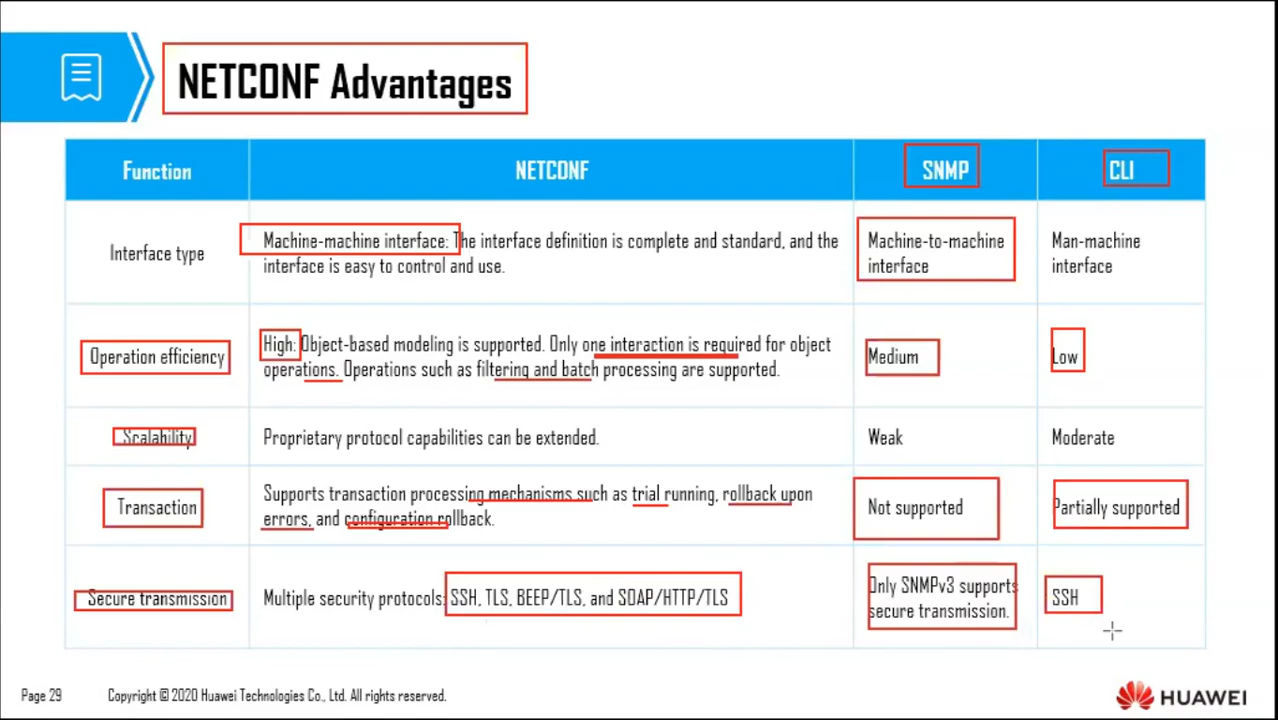 NETCONF Advantages
Function NETCONF SNMP CLI
Interface type
Machine-machine interface: The interface definition is complete and standard, and the
interface is easy to control and use.
Machine-to-machine
interface
Man-machine
interface
Operation efficiency
High: Object-based modeling is supported. Only one interaction is required for object
operations. Operations such as filtering and batch processing are supported.
Medium
Low
Scalability
Proprietary protocol capabilities can be extended.
Weak
Moderate
Transaction
Supports transaction processing mechanisms such as trial running, rollback upon
errors, and configuration rollback.
Not supported
Partially supported
Secure transmission
Multiple security protocols: SSH, TLS, BEEP/TLS, and SOAP/HTTP/TLS
Only SNMPv3 supports
secure transmission.
SSH
Page 29 Copyright © 2020 Huawei Technologies Co., Ltd. All rights reserved.
HUAWEI